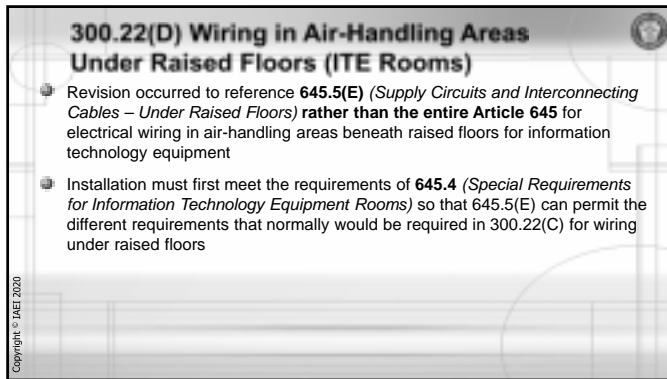 300.22(D) Wiring in Air-Handling Areas
Under Raised Floors (ITE Rooms)
Revision occurred to reference 645.5(E) (Supply Circuits and Interconnecting
Cables – Under Raised Floors) rather than the entire Article 645 for
electrical wiring in air-handling areas beneath raised floors for information
technology equipment
Installation must first meet the requirements of 645.4 (Special Requirements
for Information Technology Equipment Rooms) so that 645.5(E) can permit the
different requirements that normally would be required in 300.22(C) for wiring
under raised floors
Copyright © IAEI 2020